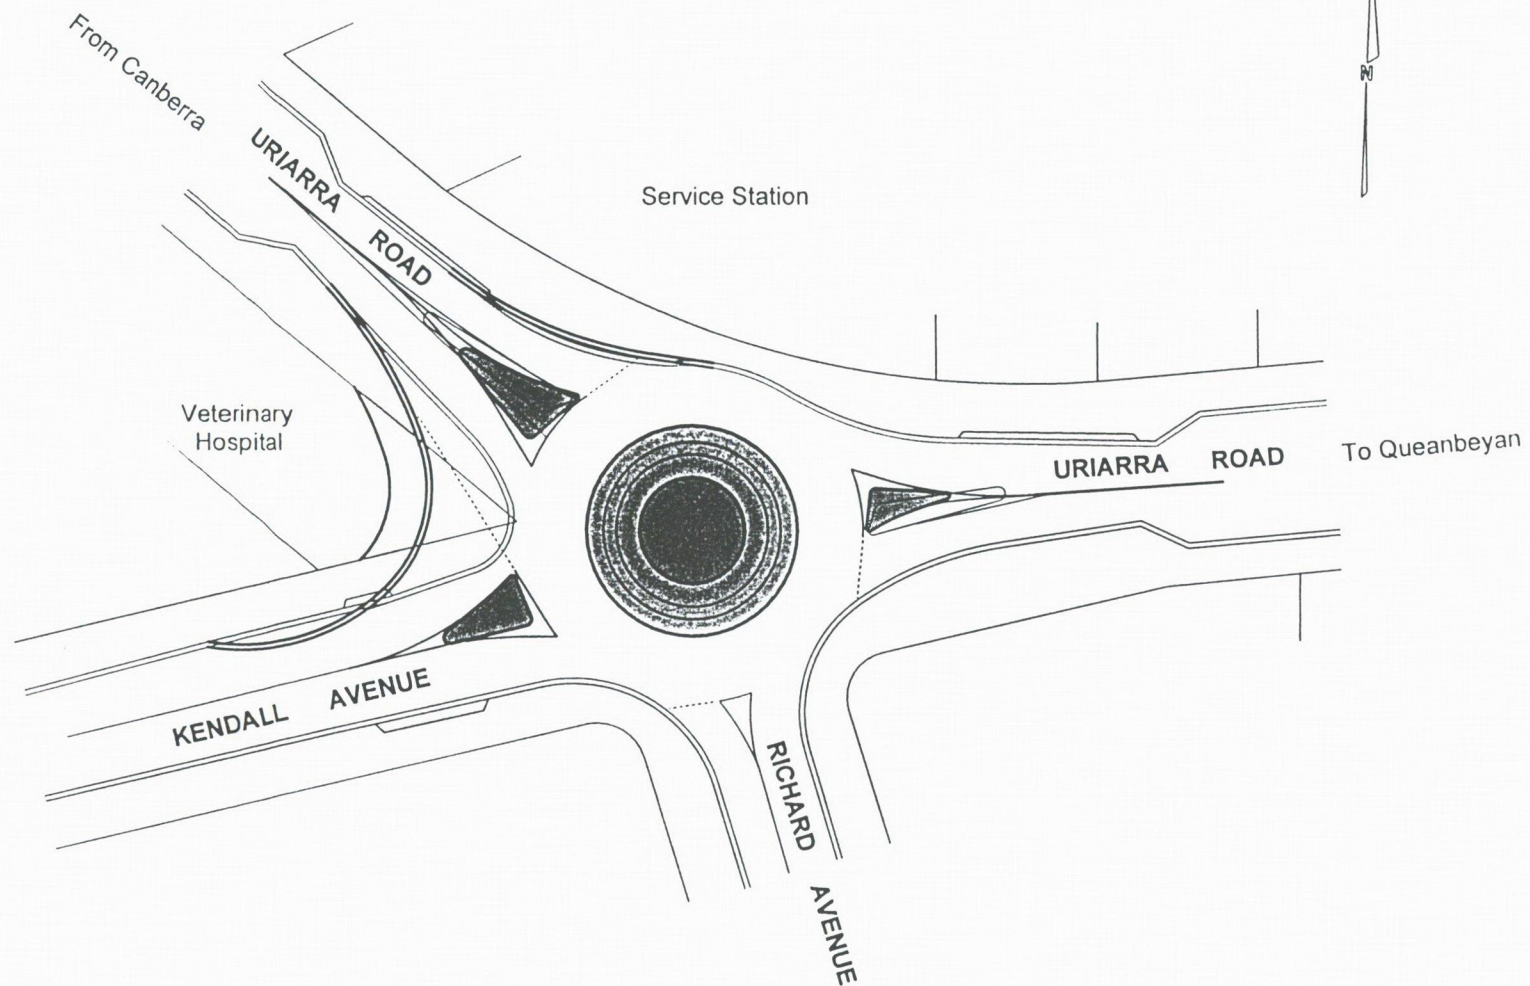 From Canberra
N
URIARRA ROAD
Service Station
Veterinary
Hospital
URIARRA ROAD
To Queanbeyan
KENDALL AVENUE
RICHARD AVENUE